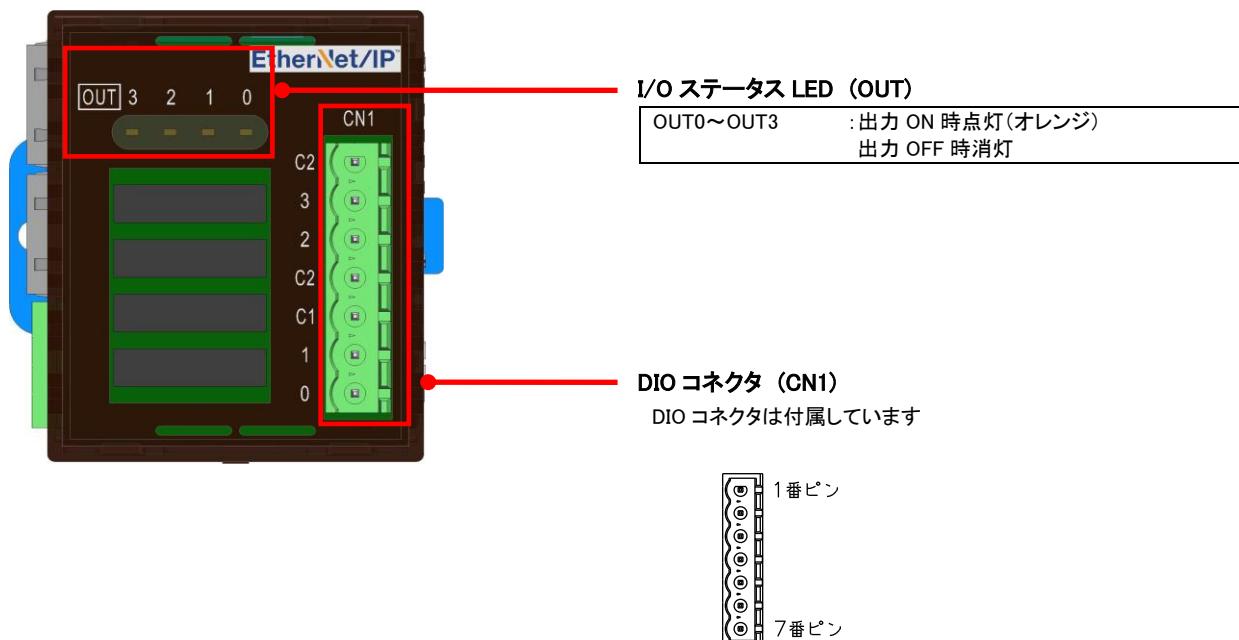 EtherNet/IP™
OUT 3 2 1 0
CN1
C2
3
2
C2
C1
1
0
I/O ステータス LED （OUT）
OUT0～OUT3 ：出力 ON 時点灯（オレンジ）
出力 OFF 時消灯
DIO コネクタ （CN1）
DIO コネクタは付属しています
1番ピン
7番ピン